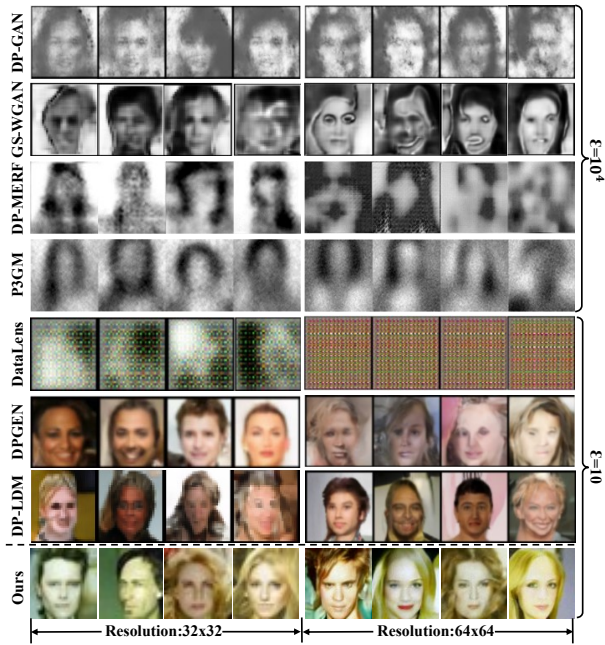 DP-GAN
GS-WGAN
DP-MERF
P3GM
DataLens
DPGEN
DP-LDM
Ours
ε=10⁴
ε=10
Resolution:32x32
Resolution:64x64